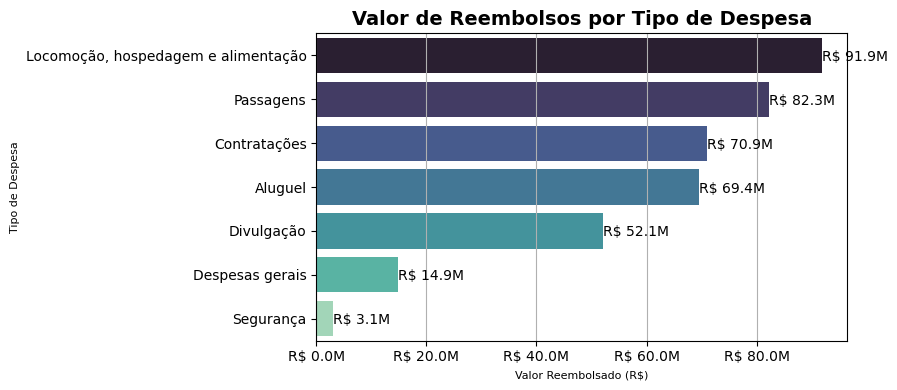 Valor de Reembolsos por Tipo de Despesa
Tipo de Despesa
Locomoção, hospedagem e alimentação R$ 91.9M
Passagens R$ 82.3M
Contratações R$ 70.9M
Aluguel R$ 69.4M
Divulgação R$ 52.1M
Despesas gerais R$ 14.9M
Segurança R$ 3.1M
R$ 0.0M R$ 20.0M R$ 40.0M R$ 60.0M R$ 80.0M
Valor Reembolsado (R$)